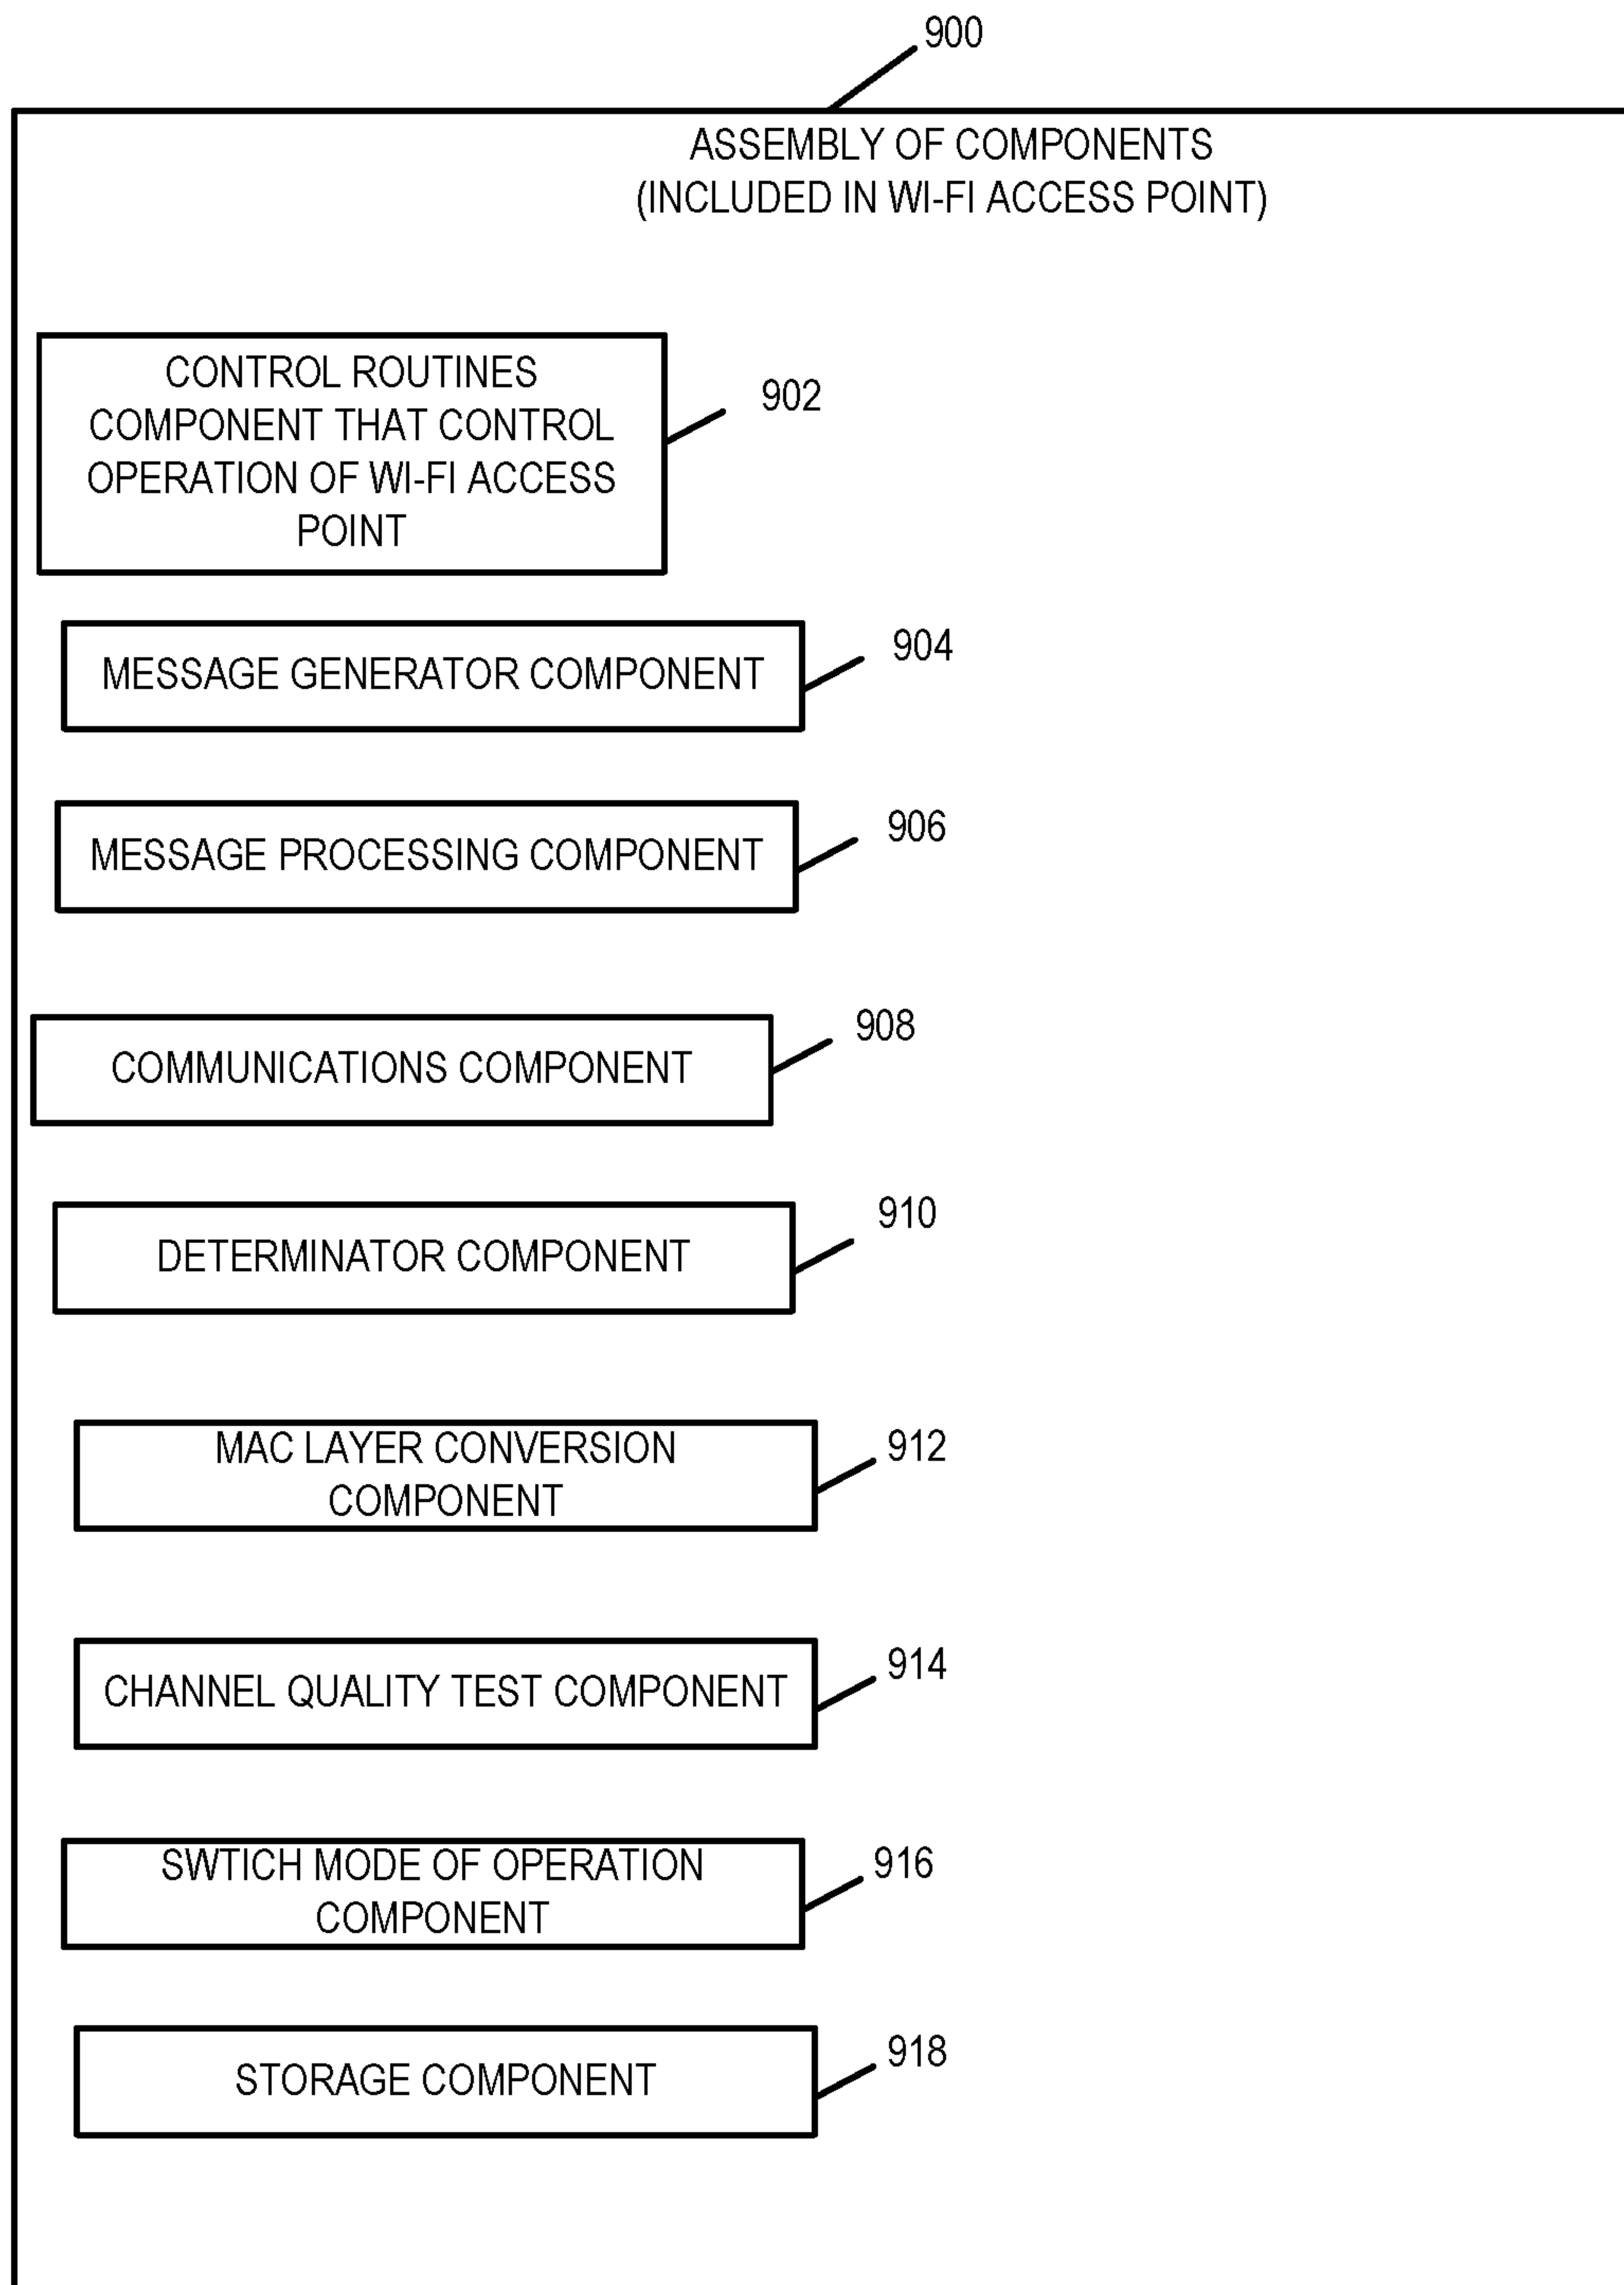 900
ASSEMBLY OF COMPONENTS
(INCLUDED IN WI-FI ACCESS POINT)
CONTROL ROUTINES
COMPONENT THAT CONTROL
OPERATION OF WI-FI ACCESS
POINT
902
MESSAGE GENERATOR COMPONENT
904
MESSAGE PROCESSING COMPONENT
906
COMMUNICATIONS COMPONENT
908
DETERMINATOR COMPONENT
910
MAC LAYER CONVERSION
COMPONENT
912
CHANNEL QUALITY TEST COMPONENT
914
SWTICH MODE OF OPERATION
COMPONENT
916
STORAGE COMPONENT
918